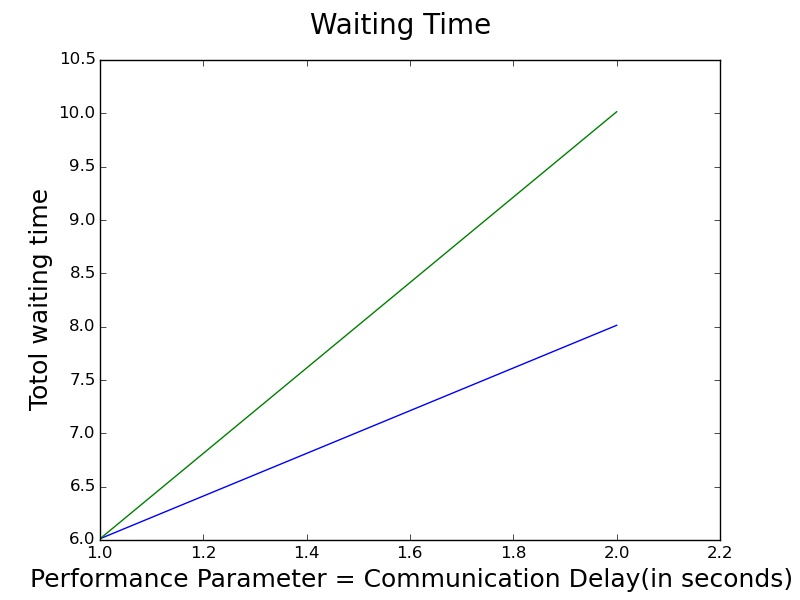 Waiting Time
10.5
10.0
9.5
9.0
8.5
8.0
7.5
7.0
6.5
6.0
Totol waiting time
1.0 1.2 1.4 1.6 1.8 2.0 2.2
Performance Parameter = Communication Delay(in seconds)